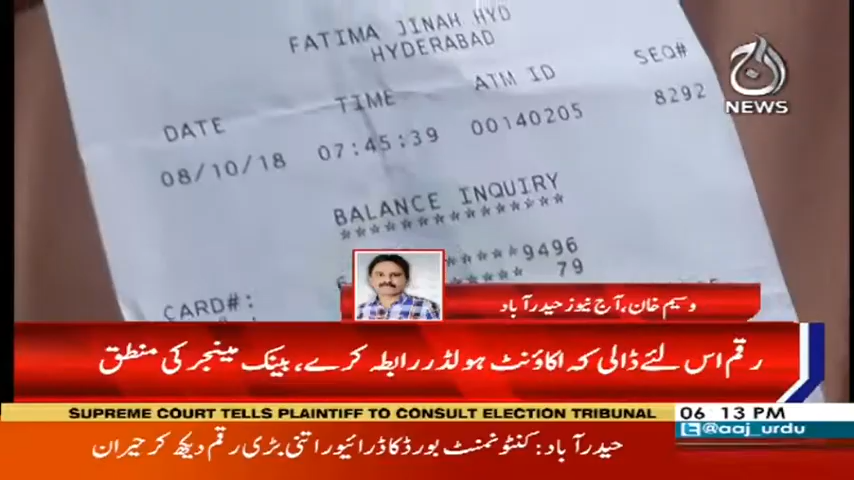 FATIMA JINAH HYD
HYDERABAD
DATE TIME ATM ID SEQ#
08/10/18 07:45:39 00140205 8292
BALANCE INQUIRY
***************
*****9496
CARD#: ***** 79
آج
NEWS
وسیم خان، آج نیوز حیدرآباد
رقم اس لئے ڈالی کہ اکاؤنٹ ہولڈر رابطہ کرے، بینک مینجر کی منطق
SUPREME COURT TELLS PLAINTIFF TO CONSULT ELECTION TRIBUNAL
06 13 PM
@aaj_urdu
حیدرآباد: کنٹونمنٹ بورڈ کا ڈرائیور اتنی بڑی رقم دیکھ کر حیران